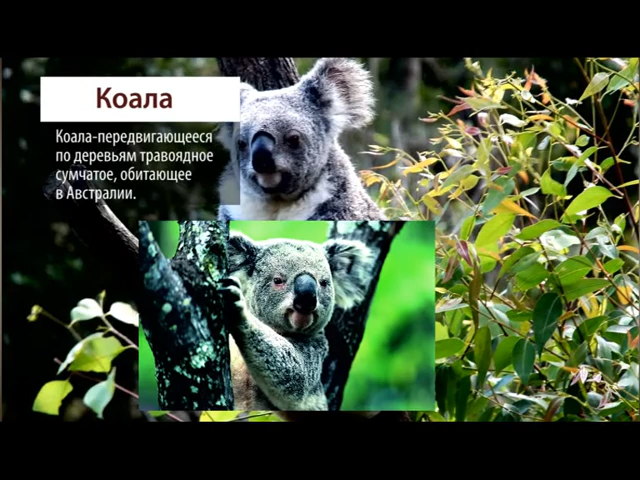 Коала
Коала-передвигающееся
по деревьям травоядное
сумчатое, обитающее
в Австралии.